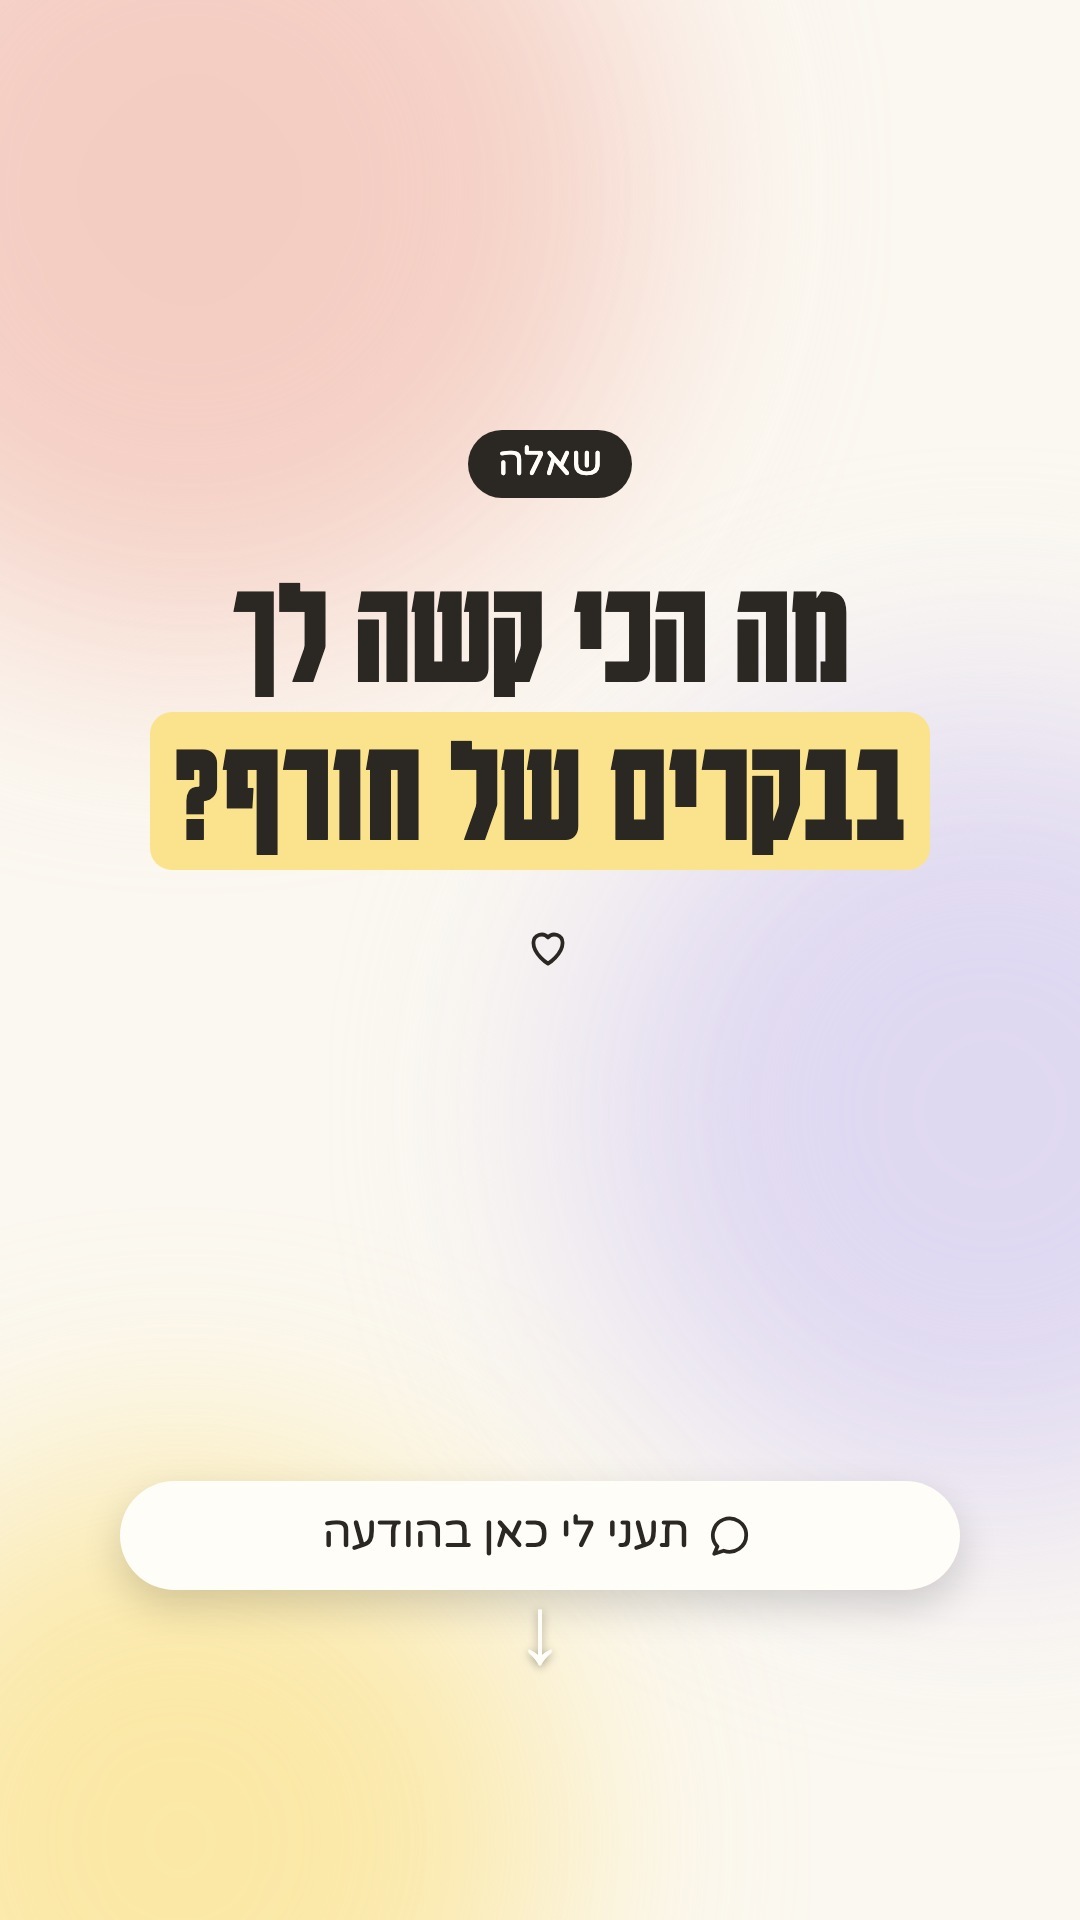 שאלה
מה הכי קשה לך
בבקרים של חורף?
תעני לי כאן בהודעה